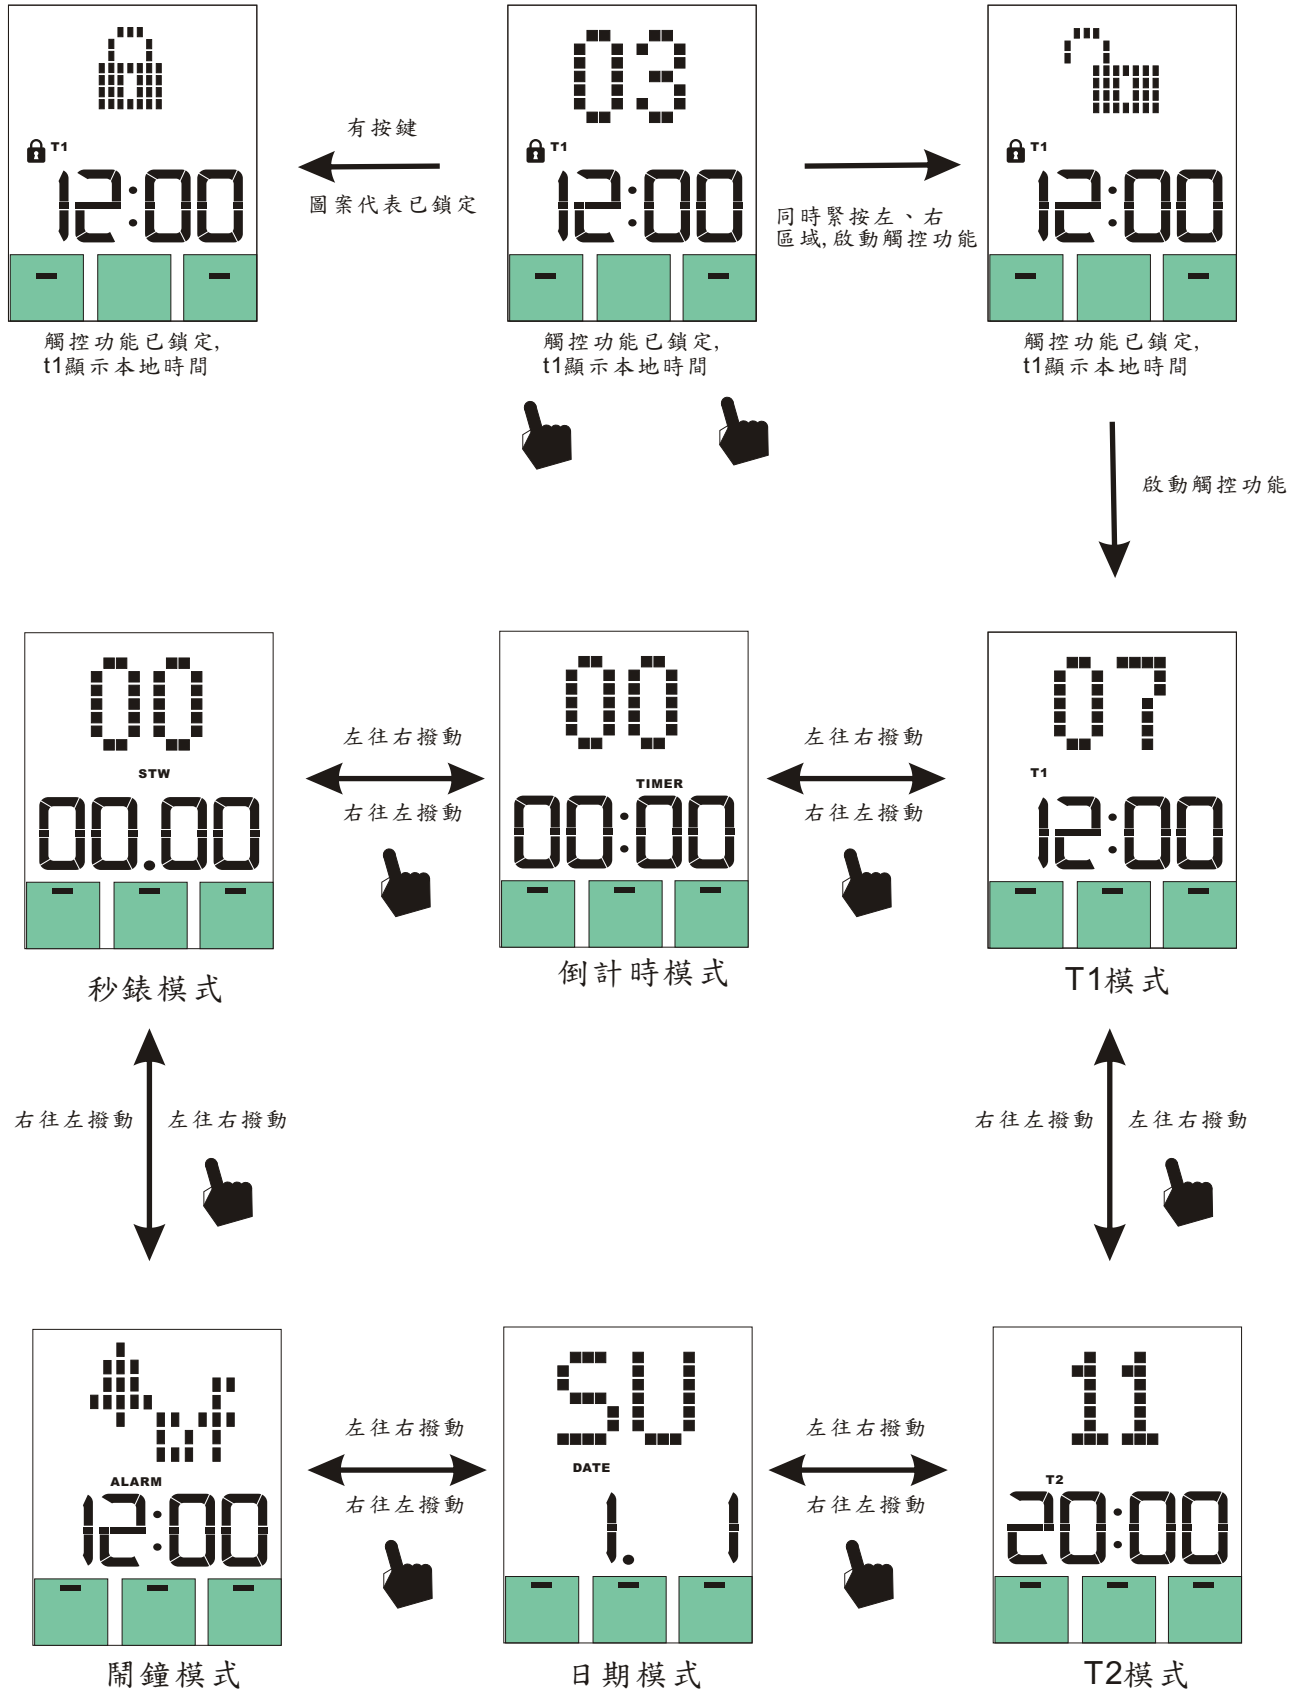 03
T1
12:00
有按鍵
圖案代表已鎖定
T1
12:00
同時緊按左、右
區域,啟動觸控功能
T1
12:00
觸控功能已鎖定,
t1顯示本地時間
觸控功能已鎖定,
t1顯示本地時間
觸控功能已鎖定,
t1顯示本地時間
啟動觸控功能
00
STW
00.00
左往右撥動
右往左撥動
00
TIMER
00:00
左往右撥動
右往左撥動
07
T1
12:00
秒錶模式
倒計時模式
T1模式
右往左撥動
左往右撥動
右往左撥動
左往右撥動
ALARM
12:00
左往右撥動
右往左撥動
SU
DATE
1. 1
左往右撥動
右往左撥動
11
T2
20:00
鬧鐘模式
日期模式
T2模式